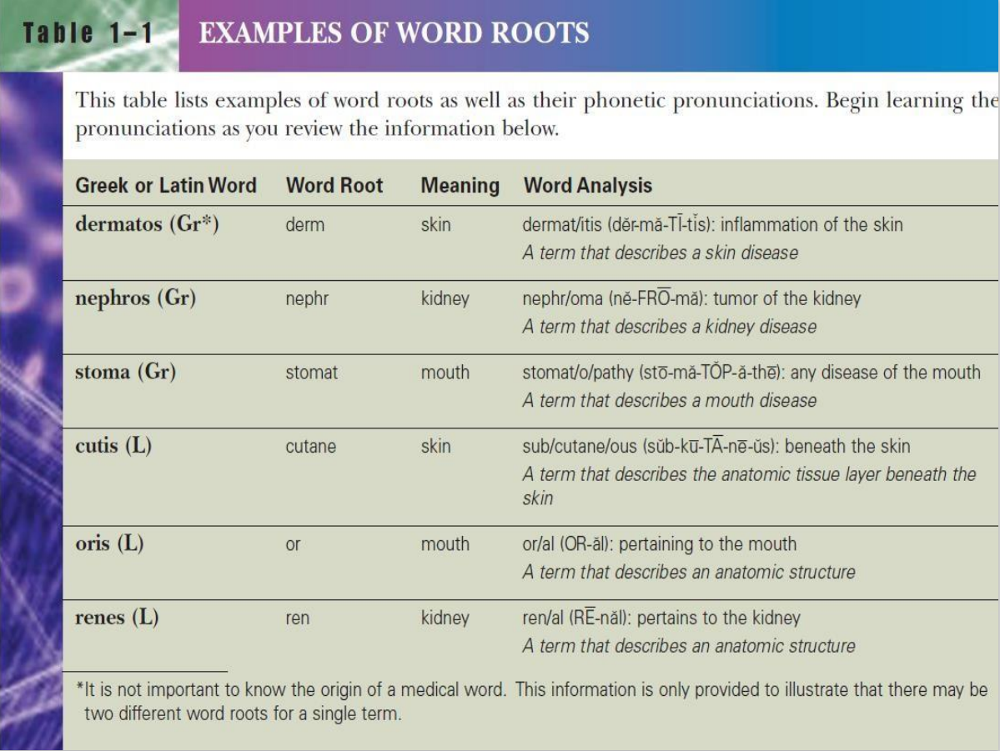 Table 1–1 EXAMPLES OF WORD ROOTS
This table lists examples of word roots as well as their phonetic pronunciations. Begin learning the
pronunciations as you review the information below.
Greek or Latin Word Word Root Meaning Word Analysis
dermatos (Gr*) derm skin dermat/itis (dĕr-mă-TĪ-tĭs): inflammation of the skin
A term that describes a skin disease
nephros (Gr) nephr kidney nephr/oma (nĕ-FRŌ-mă): tumor of the kidney
A term that describes a kidney disease
stoma (Gr) stomat mouth stomat/o/pathy (stō-mă-TŎP-ă-thē): any disease of the mouth
A term that describes a mouth disease
cutis (L) cutane skin sub/cutane/ous (sŭb-kū-TĀ-nē-ŭs): beneath the skin
A term that describes the anatomic tissue layer beneath the
skin
oris (L) or mouth or/al (OR-ăl): pertaining to the mouth
A term that describes an anatomic structure
renes (L) ren kidney ren/al (RĒ-năl): pertains to the kidney
A term that describes an anatomic structure
*It is not important to know the origin of a medical word. This information is only provided to illustrate that there may be
two different word roots for a single term.